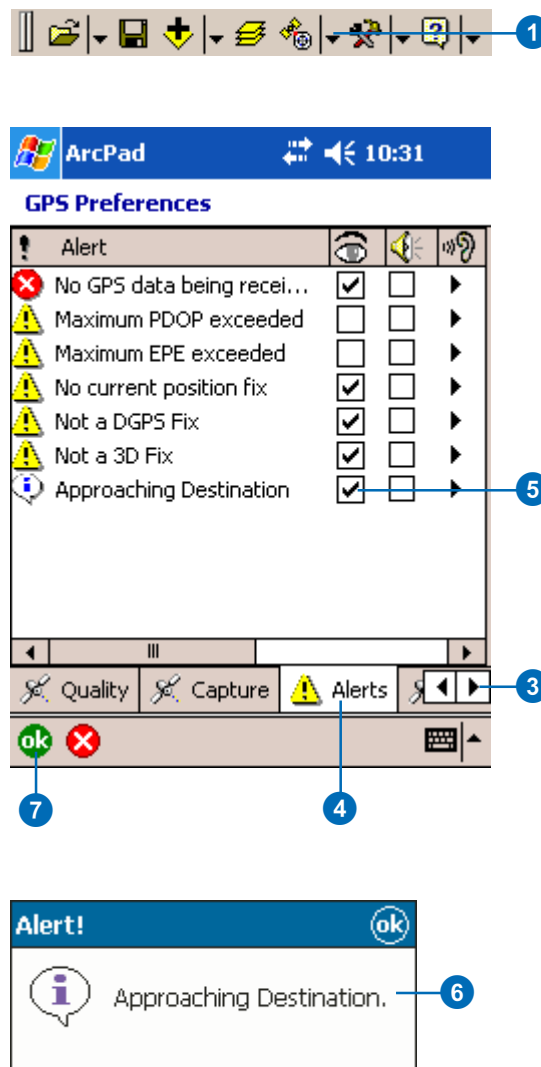 1
ArcPad 10:31
GPS Preferences
Alert
No GPS data being recei...
Maximum PDOP exceeded
Maximum EPE exceeded
No current position fix
Not a DGPS Fix
Not a 3D Fix
Approaching Destination
5
Quality Capture Alerts
3
ok
7
4
Alert! ok
Approaching Destination.
6